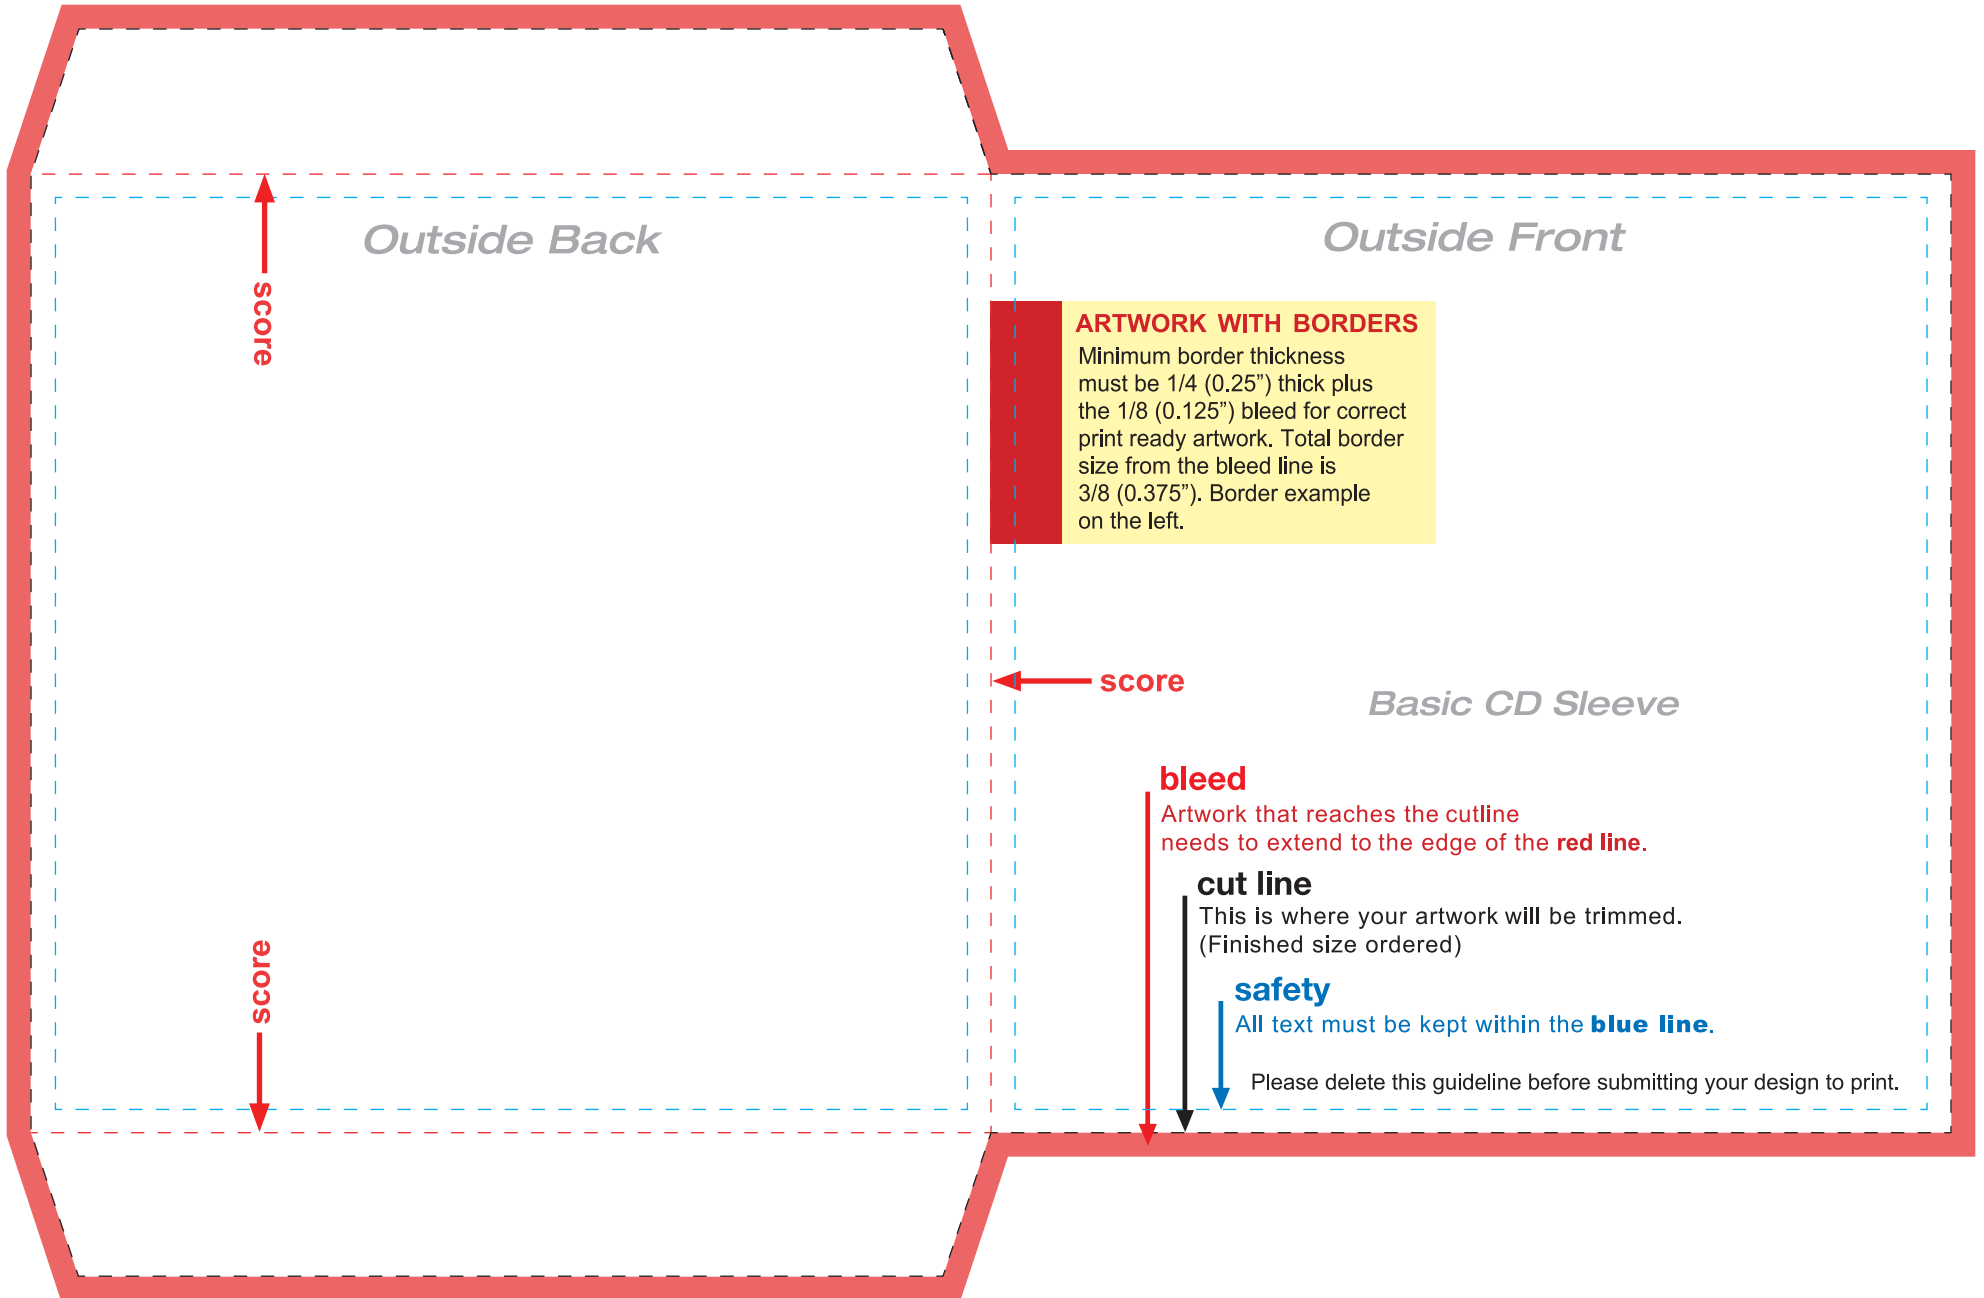 Outside Back
Outside Front
score
ARTWORK WITH BORDERS
Minimum border thickness
must be 1/4 (0.25”) thick plus
the 1/8 (0.125”) bleed for correct
print ready artwork. Total border
size from the bleed line is
3/8 (0.375”). Border example
on the left.
score
Basic CD Sleeve
bleed
Artwork that reaches the cutline
needs to extend to the edge of the red line.
cut line
This is where your artwork will be trimmed.
(Finished size ordered)
score
safety
All text must be kept within the blue line.
Please delete this guideline before submitting your design to print.